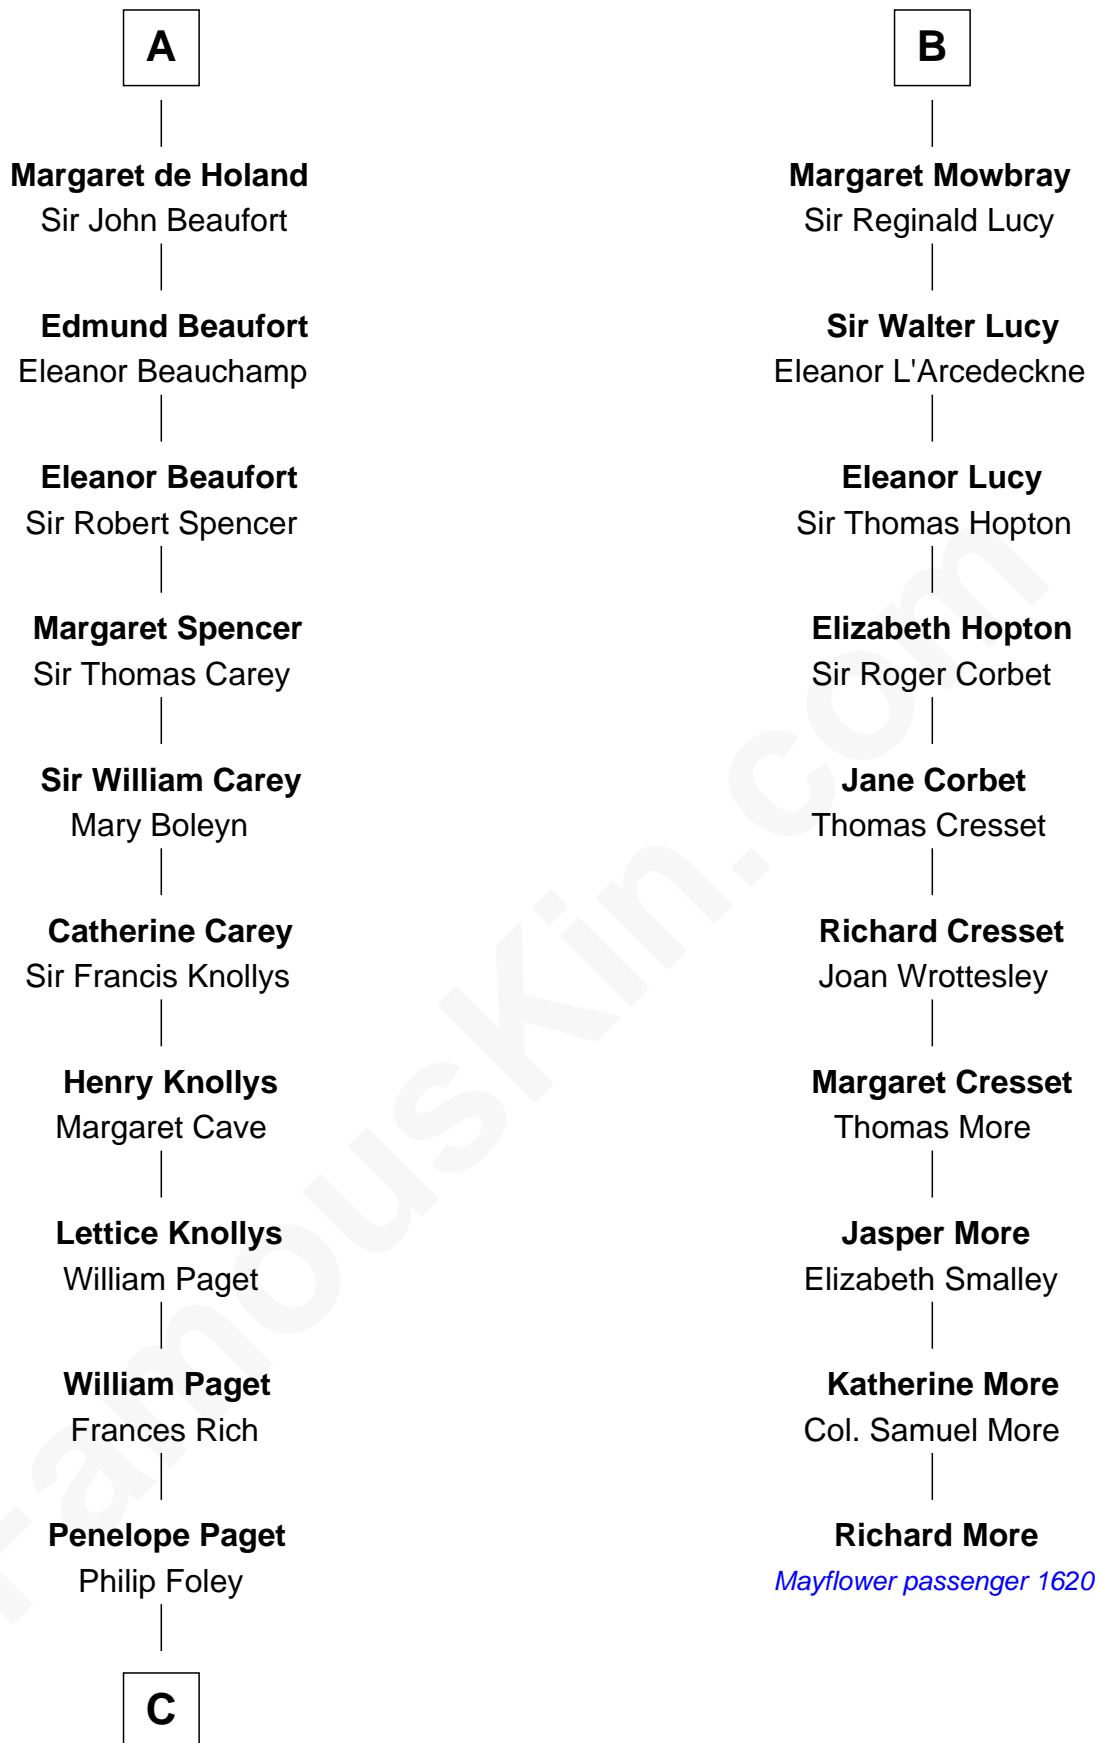 A
Margaret de Holand
Sir John Beaufort
Edmund Beaufort
Eleanor Beauchamp
Eleanor Beaufort
Sir Robert Spencer
Margaret Spencer
Sir Thomas Carey
Sir William Carey
Mary Boleyn
Catherine Carey
Sir Francis Knollys
Henry Knollys
Margaret Cave
Lettice Knollys
William Paget
William Paget
Frances Rich
Penelope Paget
Philip Foley
C
B
Margaret Mowbray
Sir Reginald Lucy
Sir Walter Lucy
Eleanor L'Arcedeckne
Eleanor Lucy
Sir Thomas Hopton
Elizabeth Hopton
Sir Roger Corbet
Jane Corbet
Thomas Cresset
Richard Cresset
Joan Wrottesley
Margaret Cresset
Thomas More
Jasper More
Elizabeth Smalley
Katherine More
Col. Samuel More
Richard More
Mayflower passenger 1620
FamousKin.com